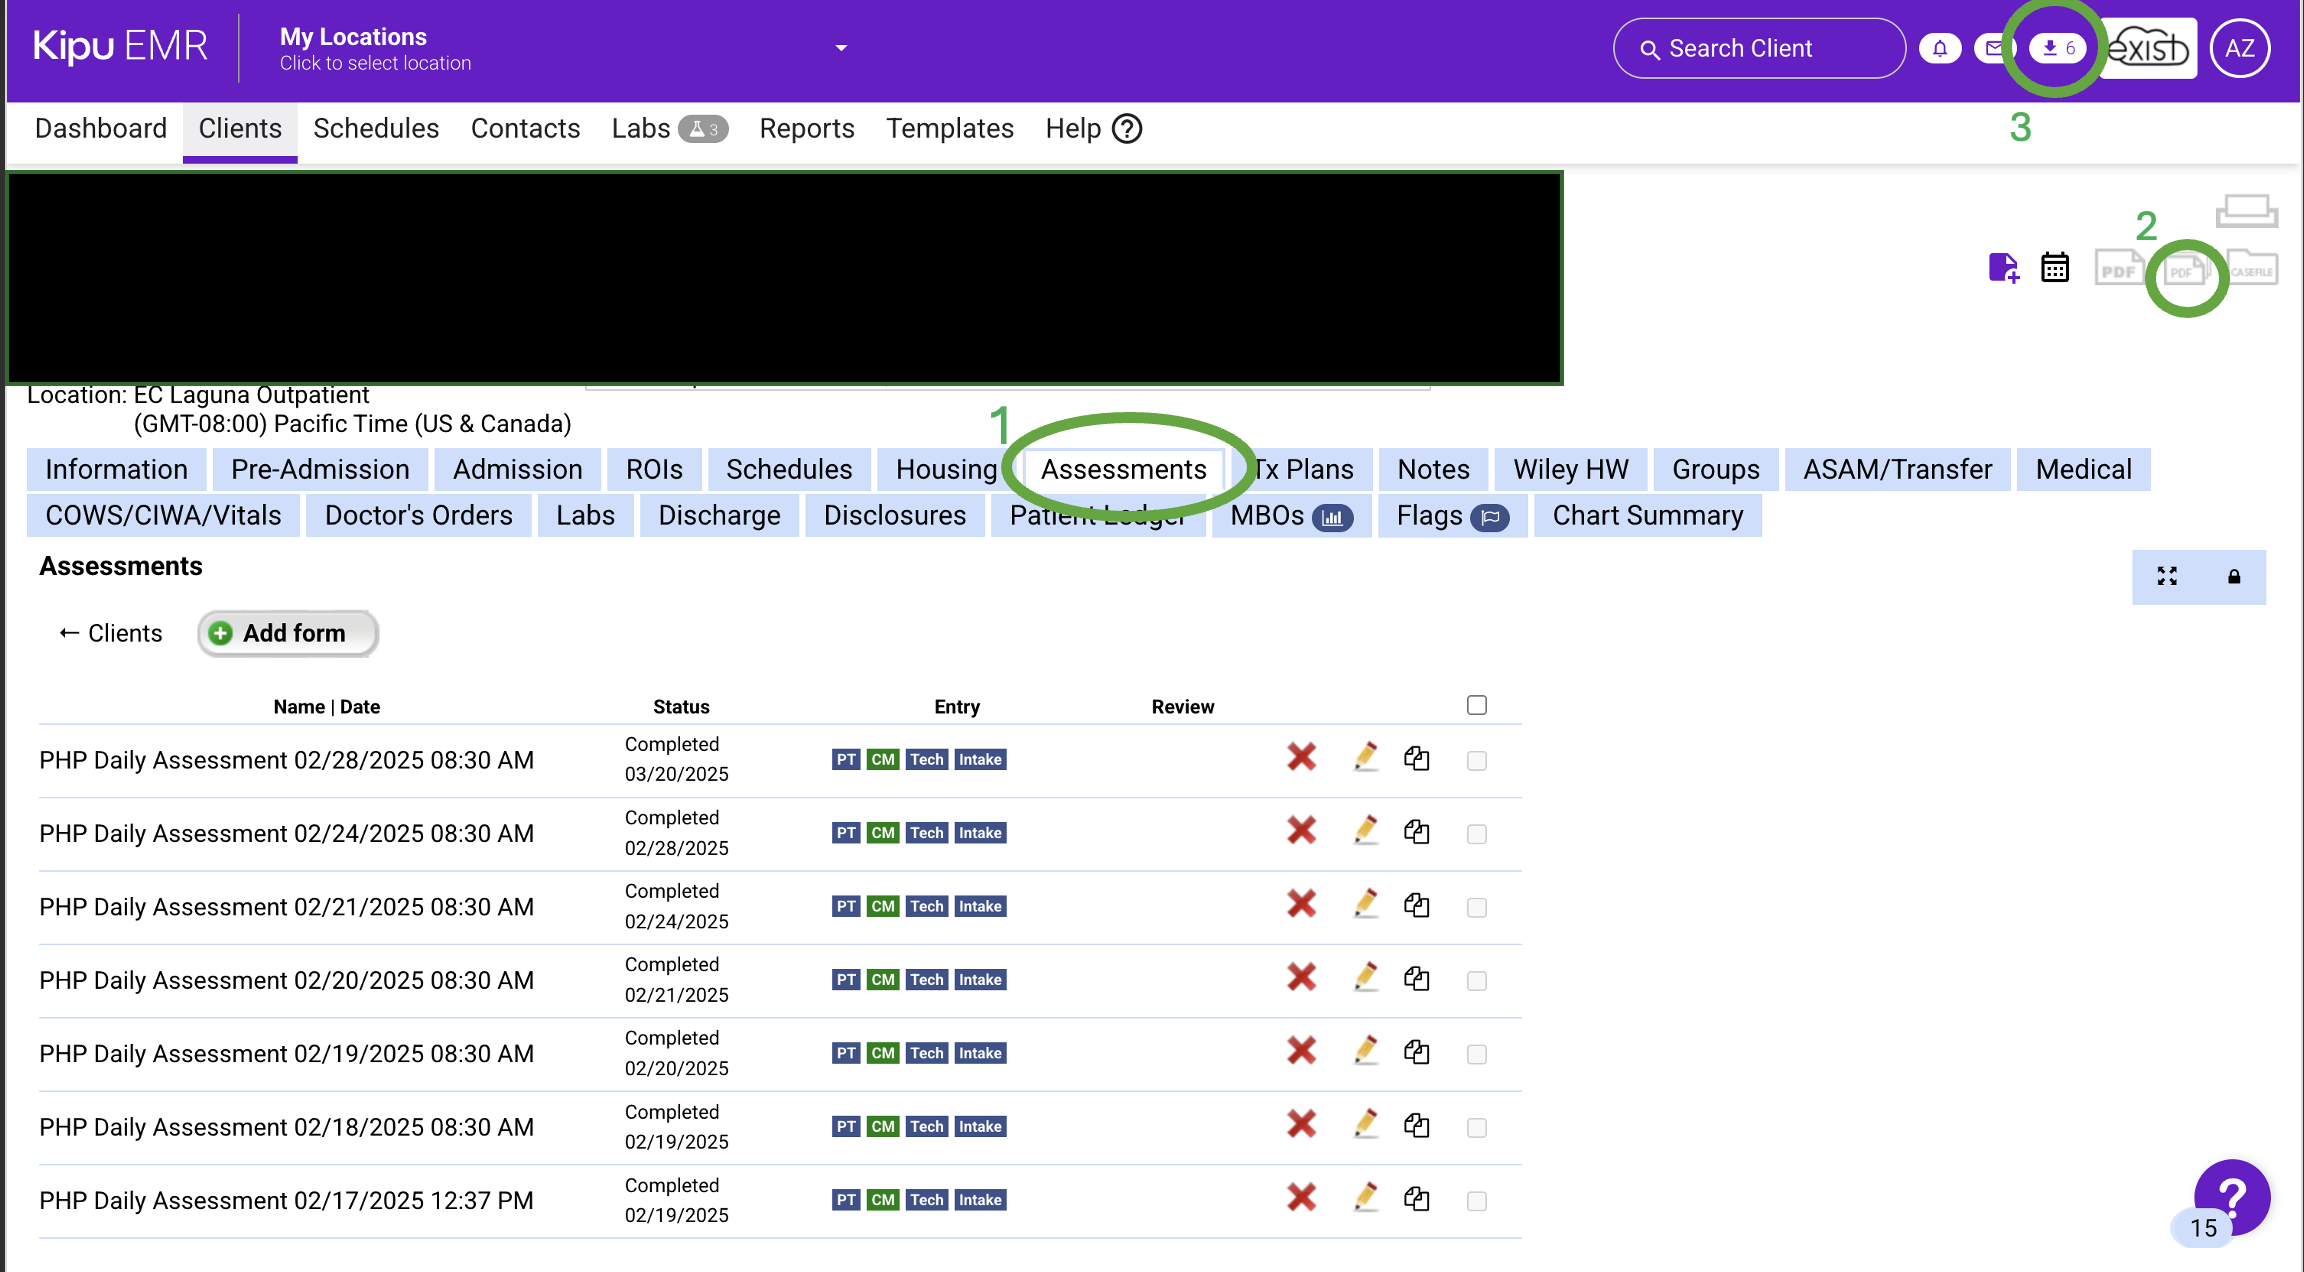 Kipu EMR
My Locations
Click to select location
Search Client
6
exist
AZ
Dashboard
Clients
Schedules
Contacts
Labs 3
Reports
Templates
Help
3
2
PDF
PDF
CASEFILE
Location: EC Laguna Outpatient
(GMT-08:00) Pacific Time (US & Canada)
1
Information
Pre-Admission
Admission
ROIs
Schedules
Housing
Assessments
Tx Plans
Notes
Wiley HW
Groups
ASAM/Transfer
Medical
COWS/CIWA/Vitals
Doctor's Orders
Labs
Discharge
Disclosures
Patient Ledger
MBOs
Flags
Chart Summary
Assessments
← Clients
Add form
Name | Date Status Entry Review
PHP Daily Assessment 02/28/2025 08:30 AM
Completed
03/20/2025
PT CM Tech Intake
PHP Daily Assessment 02/24/2025 08:30 AM
Completed
02/28/2025
PT CM Tech Intake
PHP Daily Assessment 02/21/2025 08:30 AM
Completed
02/24/2025
PT CM Tech Intake
PHP Daily Assessment 02/20/2025 08:30 AM
Completed
02/21/2025
PT CM Tech Intake
PHP Daily Assessment 02/19/2025 08:30 AM
Completed
02/20/2025
PT CM Tech Intake
PHP Daily Assessment 02/18/2025 08:30 AM
Completed
02/19/2025
PT CM Tech Intake
PHP Daily Assessment 02/17/2025 12:37 PM
Completed
02/19/2025
PT CM Tech Intake
?
15